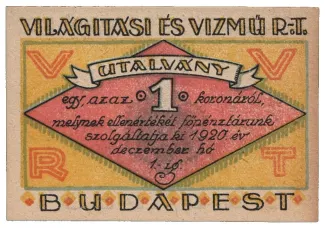 VILÁGITÁSI ÉS VIZMŰ R.-T.
V V
UTALVÁNY
egy, azaz 1 koronáról,
melynek ellenértékét főpénztárunk
szolgáltatja ki 1920. év
deczember hó
1-ig.
R T
BUDAPEST